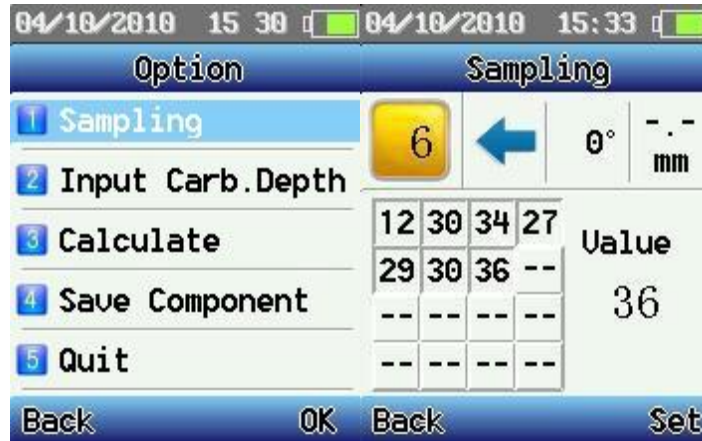 04/10/2010 15 30
Option
1 Sampling
2 Input Carb.Depth
3 Calculate
4 Save Component
5 Quit
Back OK
04/10/2010 15:33
Sampling
6 0° -.-
mm
12 30 34 27
Value
29 30 36 --
36
-- -- -- --
-- -- -- --
Back Set